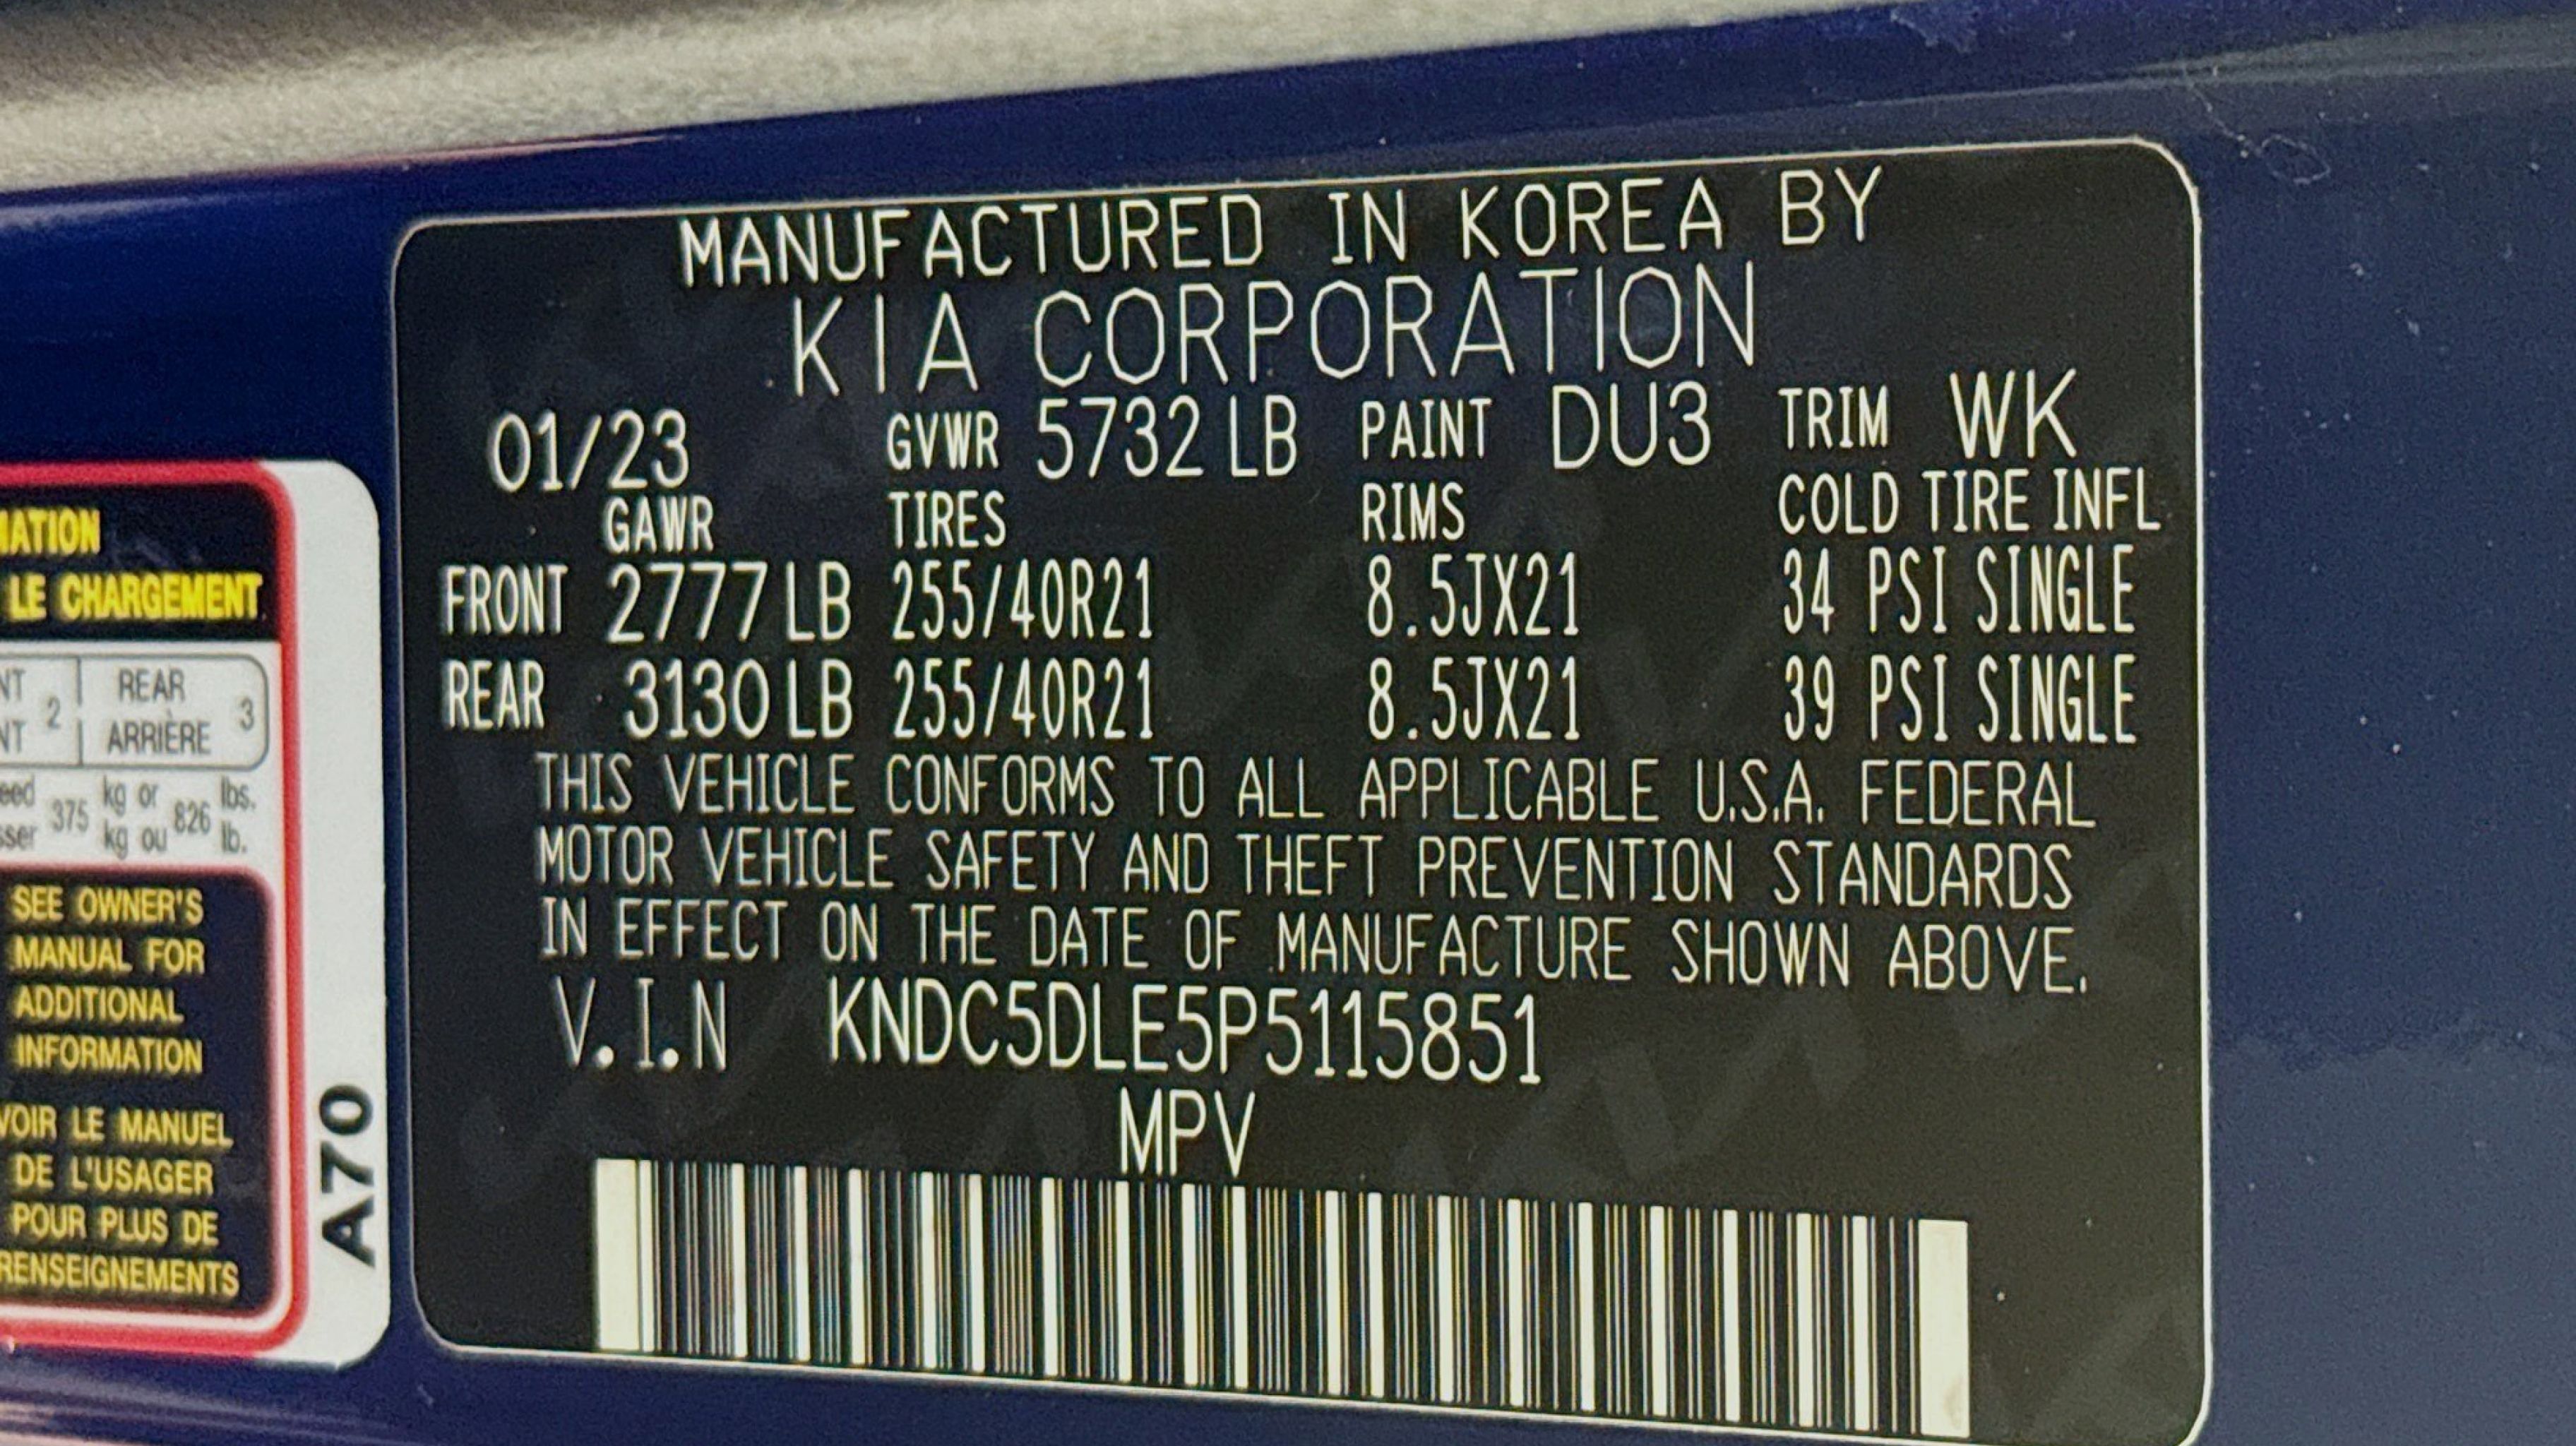 MANUFACTURED IN KOREA BY
KIA CORPORATION
01/23 GVWR 5732 LB PAINT DU3 TRIM WK
GAWR TIRES RIMS COLD TIRE INFL
FRONT 2777 LB 255/40R21 8.5JX21 34 PSI SINGLE
REAR 3130 LB 255/40R21 8.5JX21 39 PSI SINGLE
THIS VEHICLE CONFORMS TO ALL APPLICABLE U.S.A. FEDERAL
MOTOR VEHICLE SAFETY AND THEFT PREVENTION STANDARDS
IN EFFECT ON THE DATE OF MANUFACTURE SHOWN ABOVE.
V.I.N KNDC5DLE5P5115851
MPV
LE CHARGEMENT
2 REAR 3
ARRIÈRE
375 kg or 826 lbs.
kg ou lb.
SEE OWNER'S
MANUAL FOR
ADDITIONAL
INFORMATION
VOIR LE MANUEL
DE L'USAGER
POUR PLUS DE
RENSEIGNEMENTS
A70